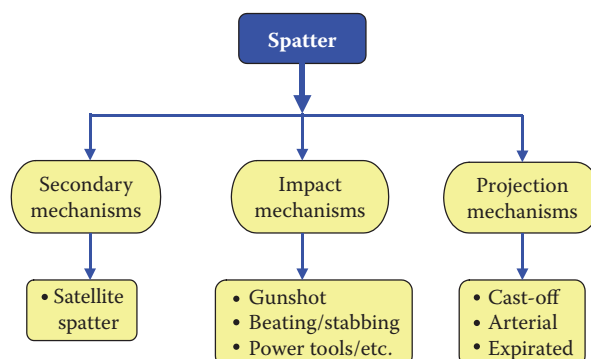 Spatter
Secondary
mechanisms
Impact
mechanisms
Projection
mechanisms
• Satellite
spatter
• Gunshot
• Beating/stabbing
• Power tools/etc.
• Cast-off
• Arterial
• Expirated